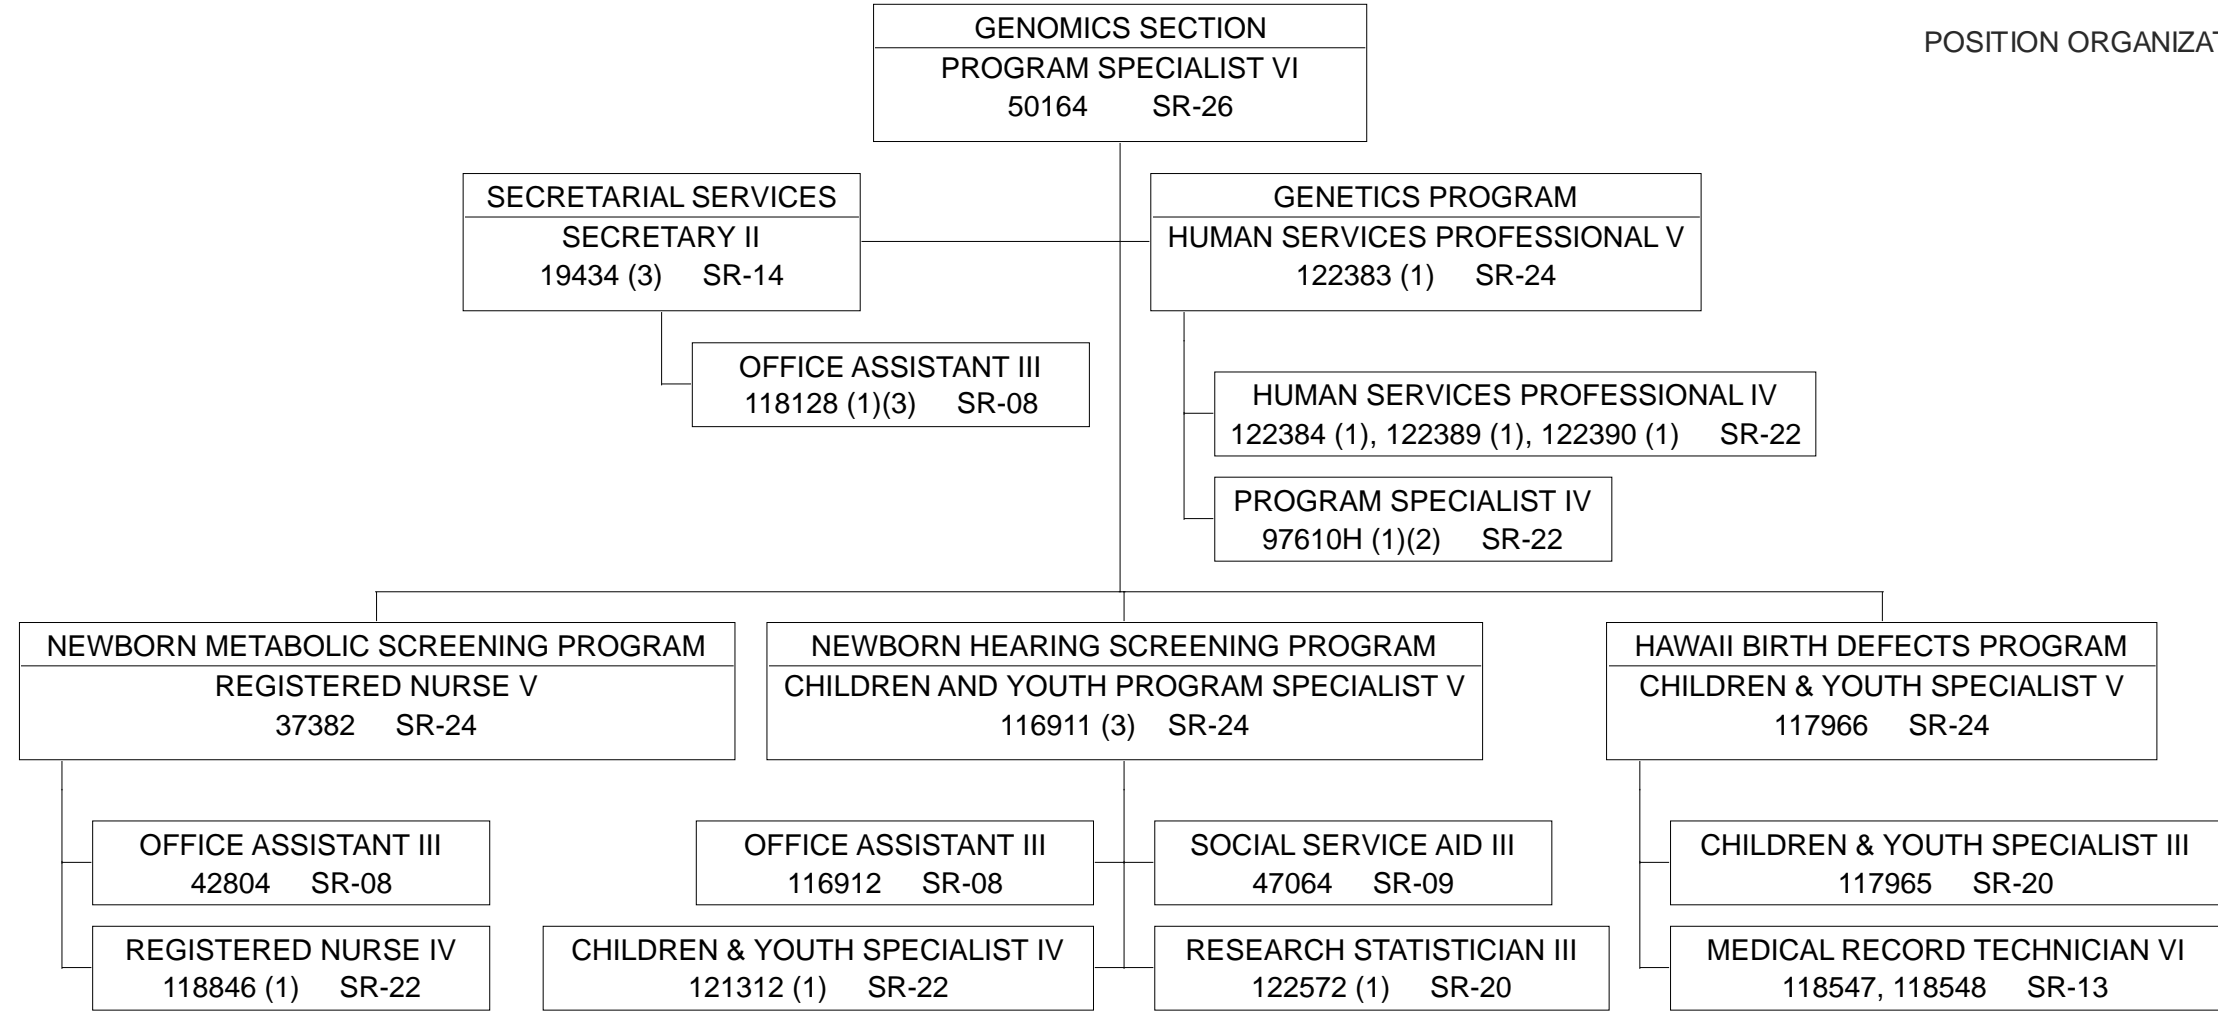 GENOMICS SECTION
PROGRAM SPECIALIST VI
50164 SR-26
POSITION ORGANIZAT
SECRETARIAL SERVICES
SECRETARY II
19434 (3) SR-14
GENETICS PROGRAM
HUMAN SERVICES PROFESSIONAL V
122383 (1) SR-24
OFFICE ASSISTANT III
118128 (1)(3) SR-08
HUMAN SERVICES PROFESSIONAL IV
122384 (1), 122389 (1), 122390 (1) SR-22
PROGRAM SPECIALIST IV
97610H (1)(2) SR-22
NEWBORN METABOLIC SCREENING PROGRAM
REGISTERED NURSE V
37382 SR-24
NEWBORN HEARING SCREENING PROGRAM
CHILDREN AND YOUTH PROGRAM SPECIALIST V
116911 (3) SR-24
HAWAII BIRTH DEFECTS PROGRAM
CHILDREN & YOUTH SPECIALIST V
117966 SR-24
OFFICE ASSISTANT III
42804 SR-08
REGISTERED NURSE IV
118846 (1) SR-22
OFFICE ASSISTANT III
116912 SR-08
SOCIAL SERVICE AID III
47064 SR-09
CHILDREN & YOUTH SPECIALIST IV
121312 (1) SR-22
RESEARCH STATISTICIAN III
122572 (1) SR-20
CHILDREN & YOUTH SPECIALIST III
117965 SR-20
MEDICAL RECORD TECHNICIAN VI
118547, 118548 SR-13